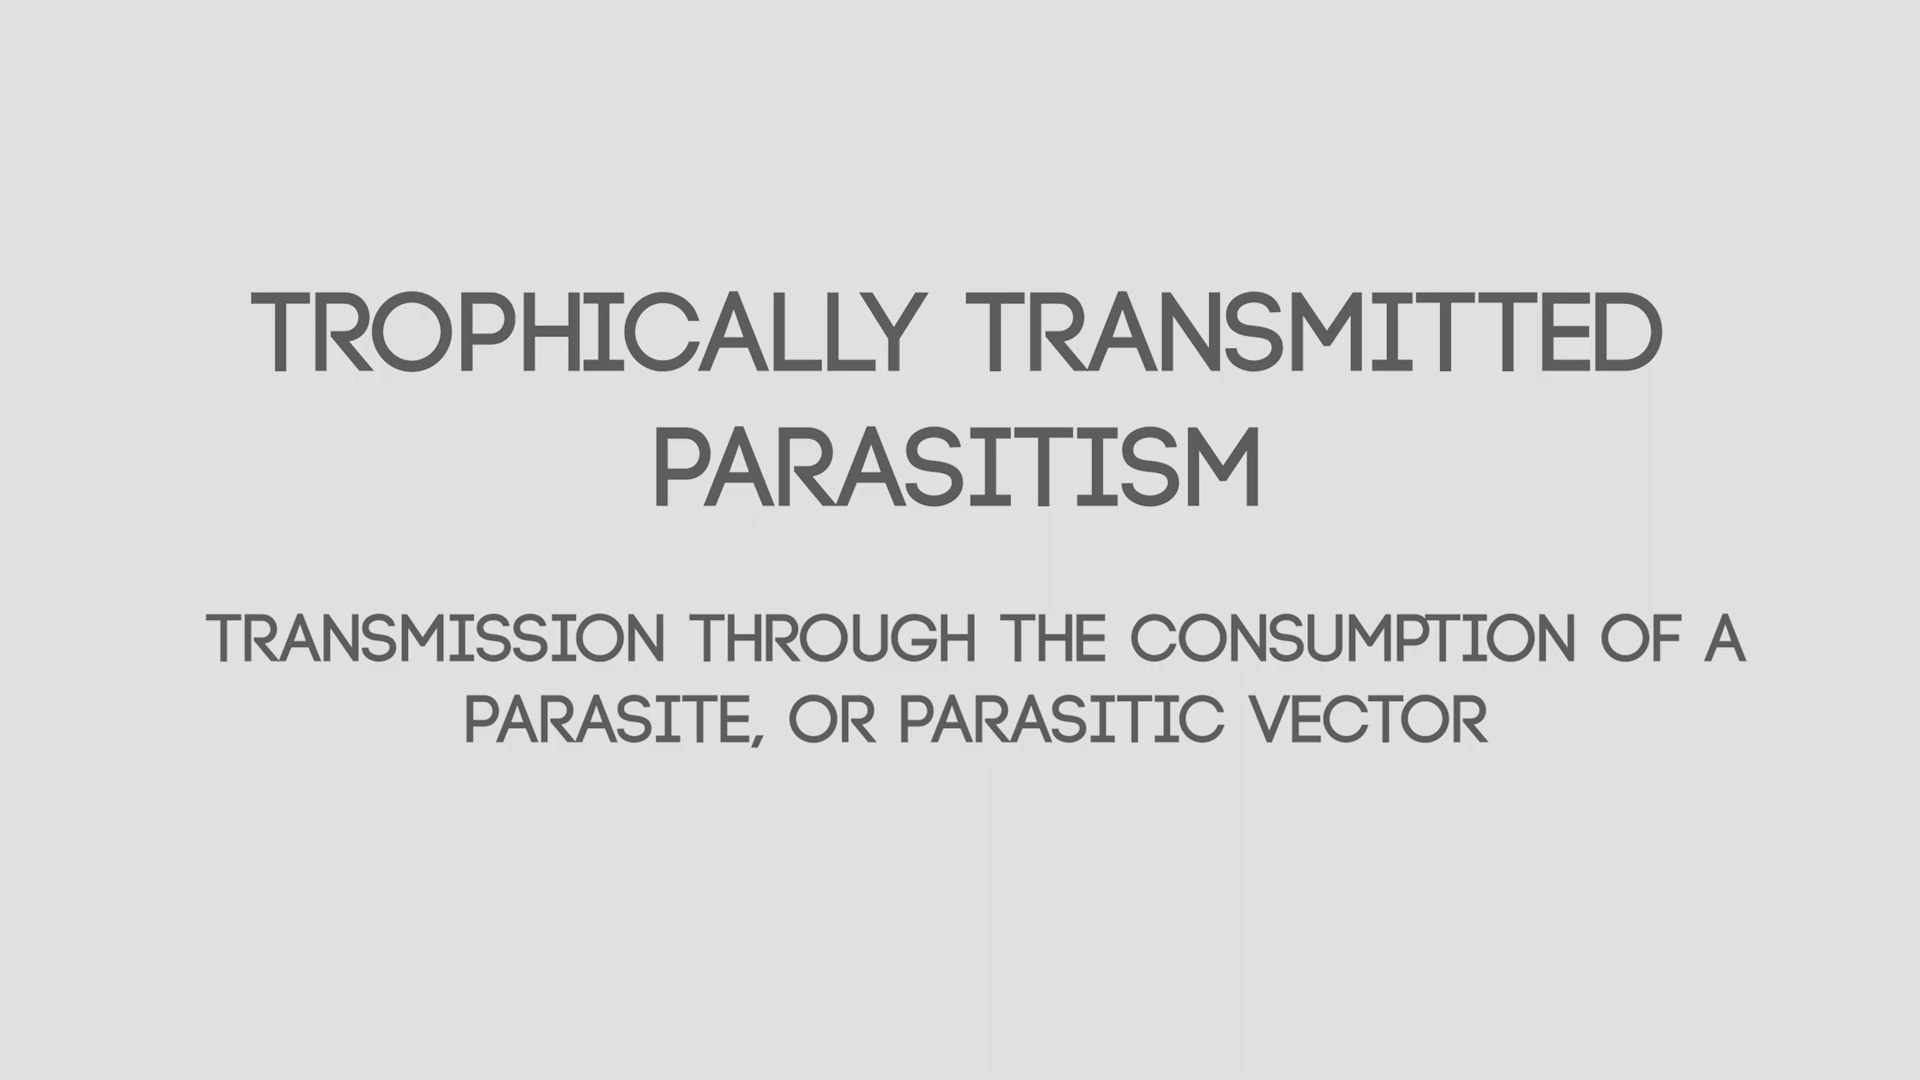 TROPHICALLY TRANSMITTED
PARASITISM
TRANSMISSION THROUGH THE CONSUMPTION OF A
PARASITE, OR PARASITIC VECTOR